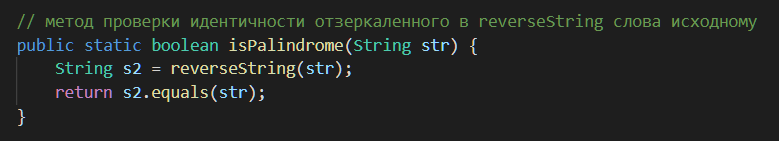 // метод проверки идентичности отзеркаленного в reverseString слова исходному
public static boolean isPalindrome(String str) {
    String s2 = reverseString(str);
    return s2.equals(str);
}